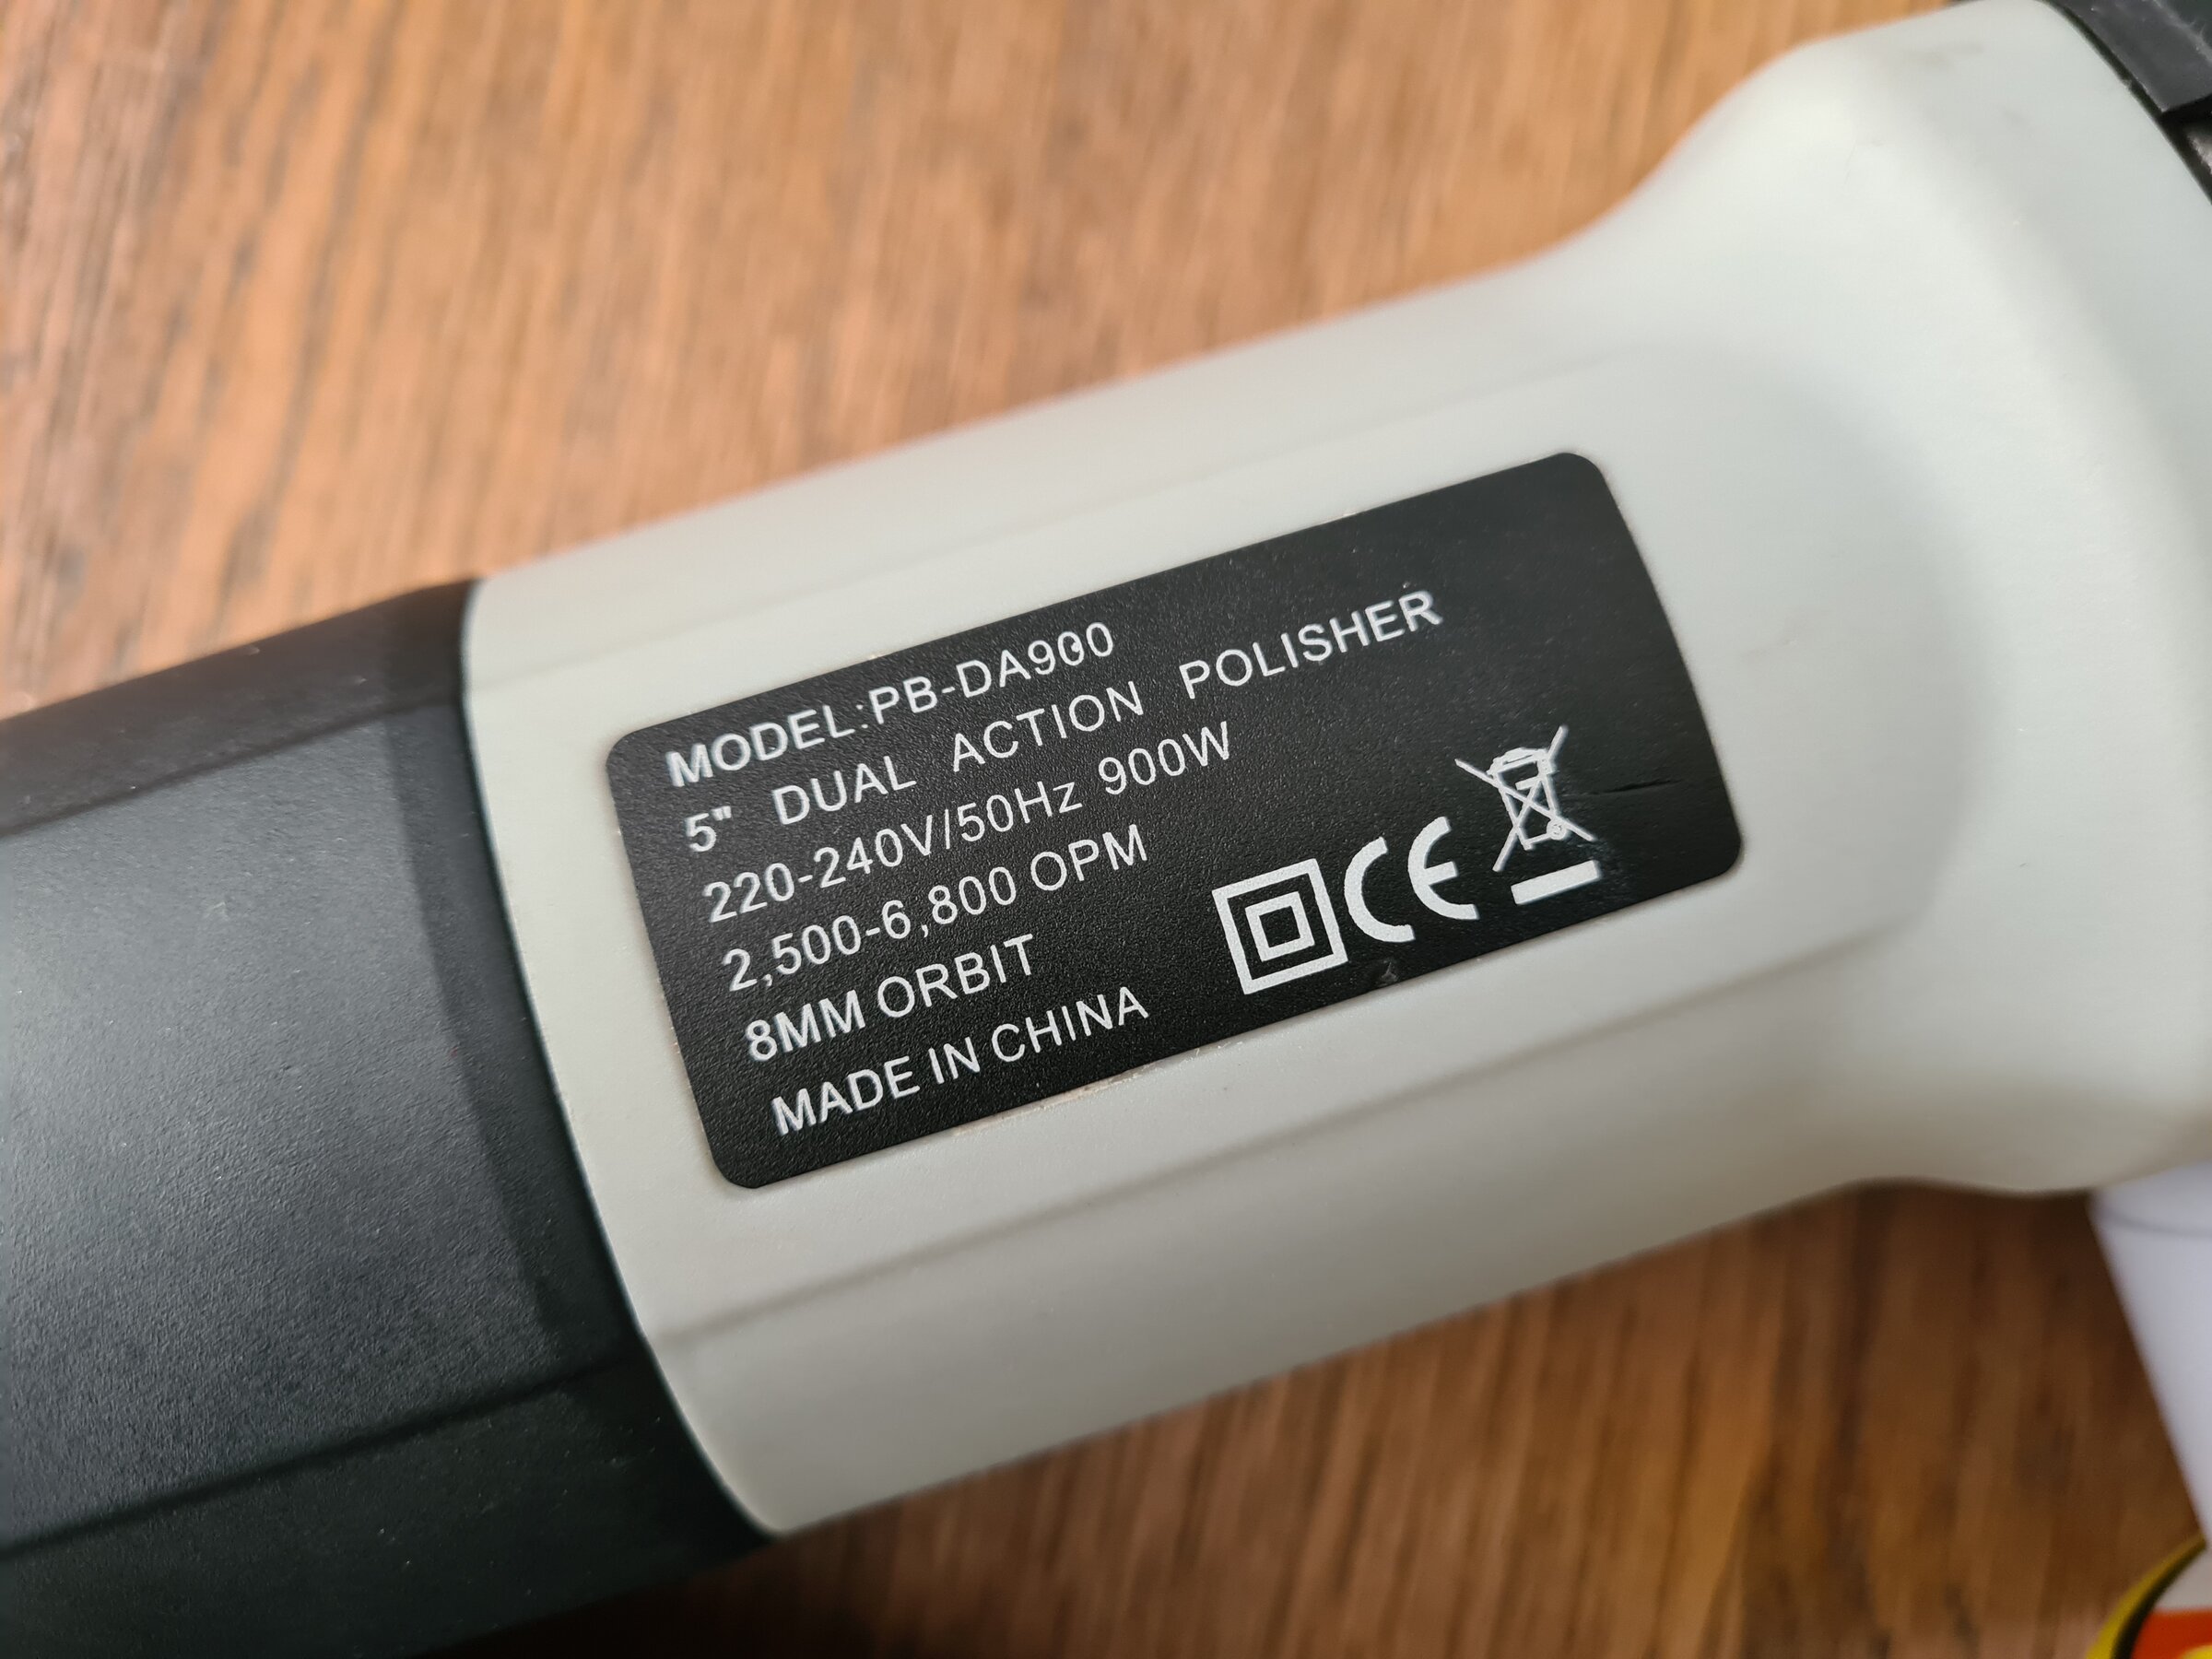 MODEL:PB-DA900
5" DUAL ACTION POLISHER
220-240V/50Hz 900W
2,500-6,800 OPM
8MM ORBIT
MADE IN CHINA
CE